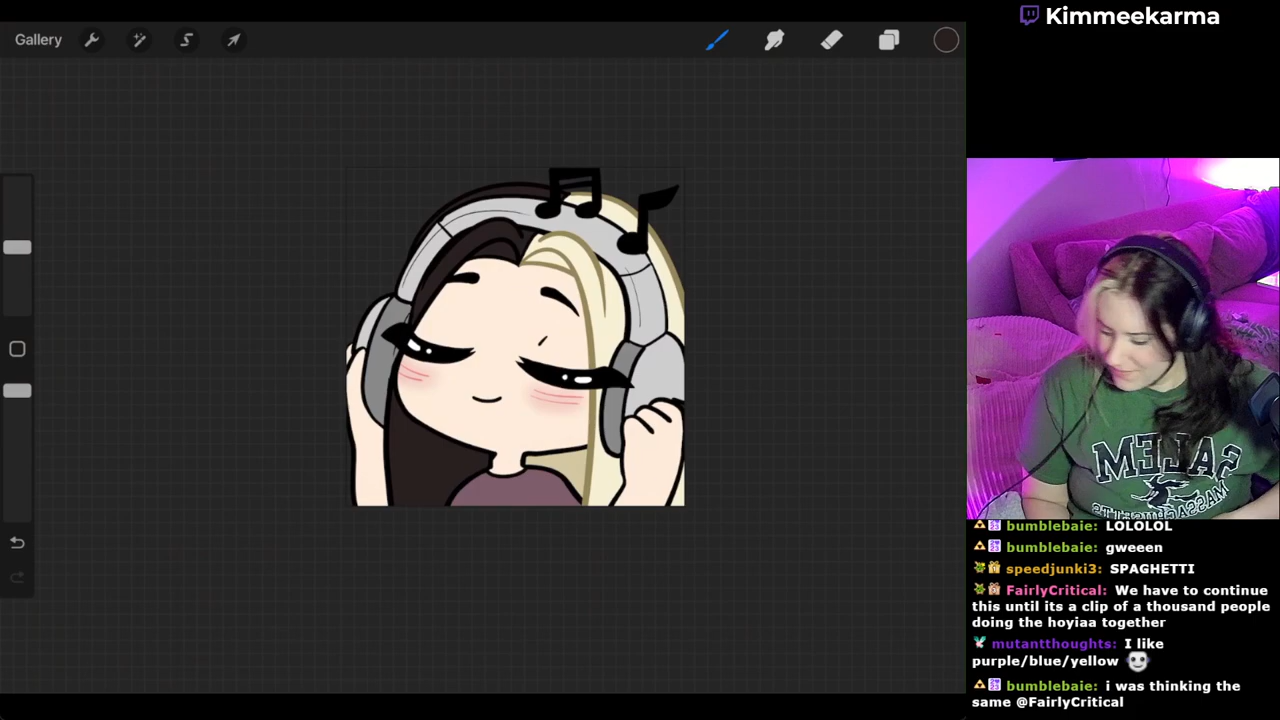 Gallery
Kimmeekarma
SALEM
MASSACHUSETTS
bumblebaie: LOLOLOL
bumblebaie: gweeen
speedjunki3: SPAGHETTI
FairlyCritical: We have to continue
this until its a clip of a thousand people
doing the hoyiaa together
mutantthoughts: I like
purple/blue/yellow
bumblebaie: i was thinking the
same @FairlyCritical